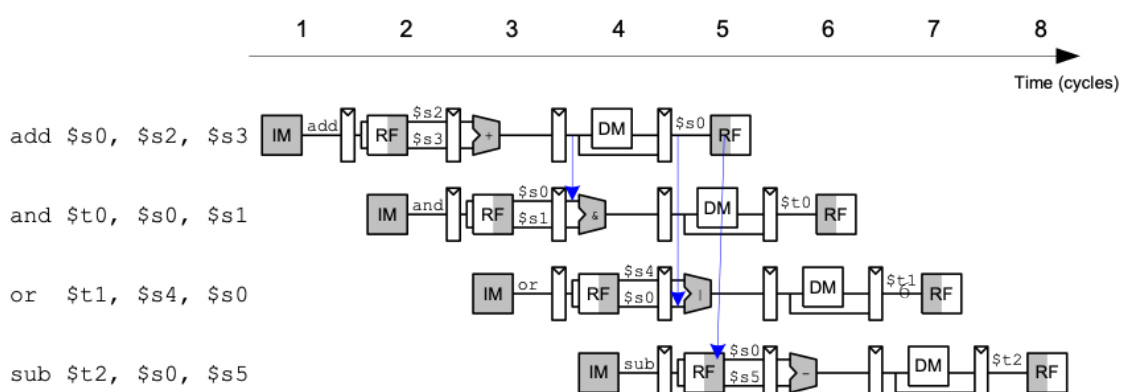 1 2 3 4 5 6 7 8
Time (cycles)
add $s0, $s2, $s3 IM add RF $s2 $s3 + DM $s0 RF
and $t0, $s0, $s1 IM and RF $s0 $s1 & DM $t0 RF
or $t1, $s4, $s0 IM or RF $s4 $s0 | DM $t1 6 RF
sub $t2, $s0, $s5 IM sub RF $s0 $s5 - DM $t2 RF